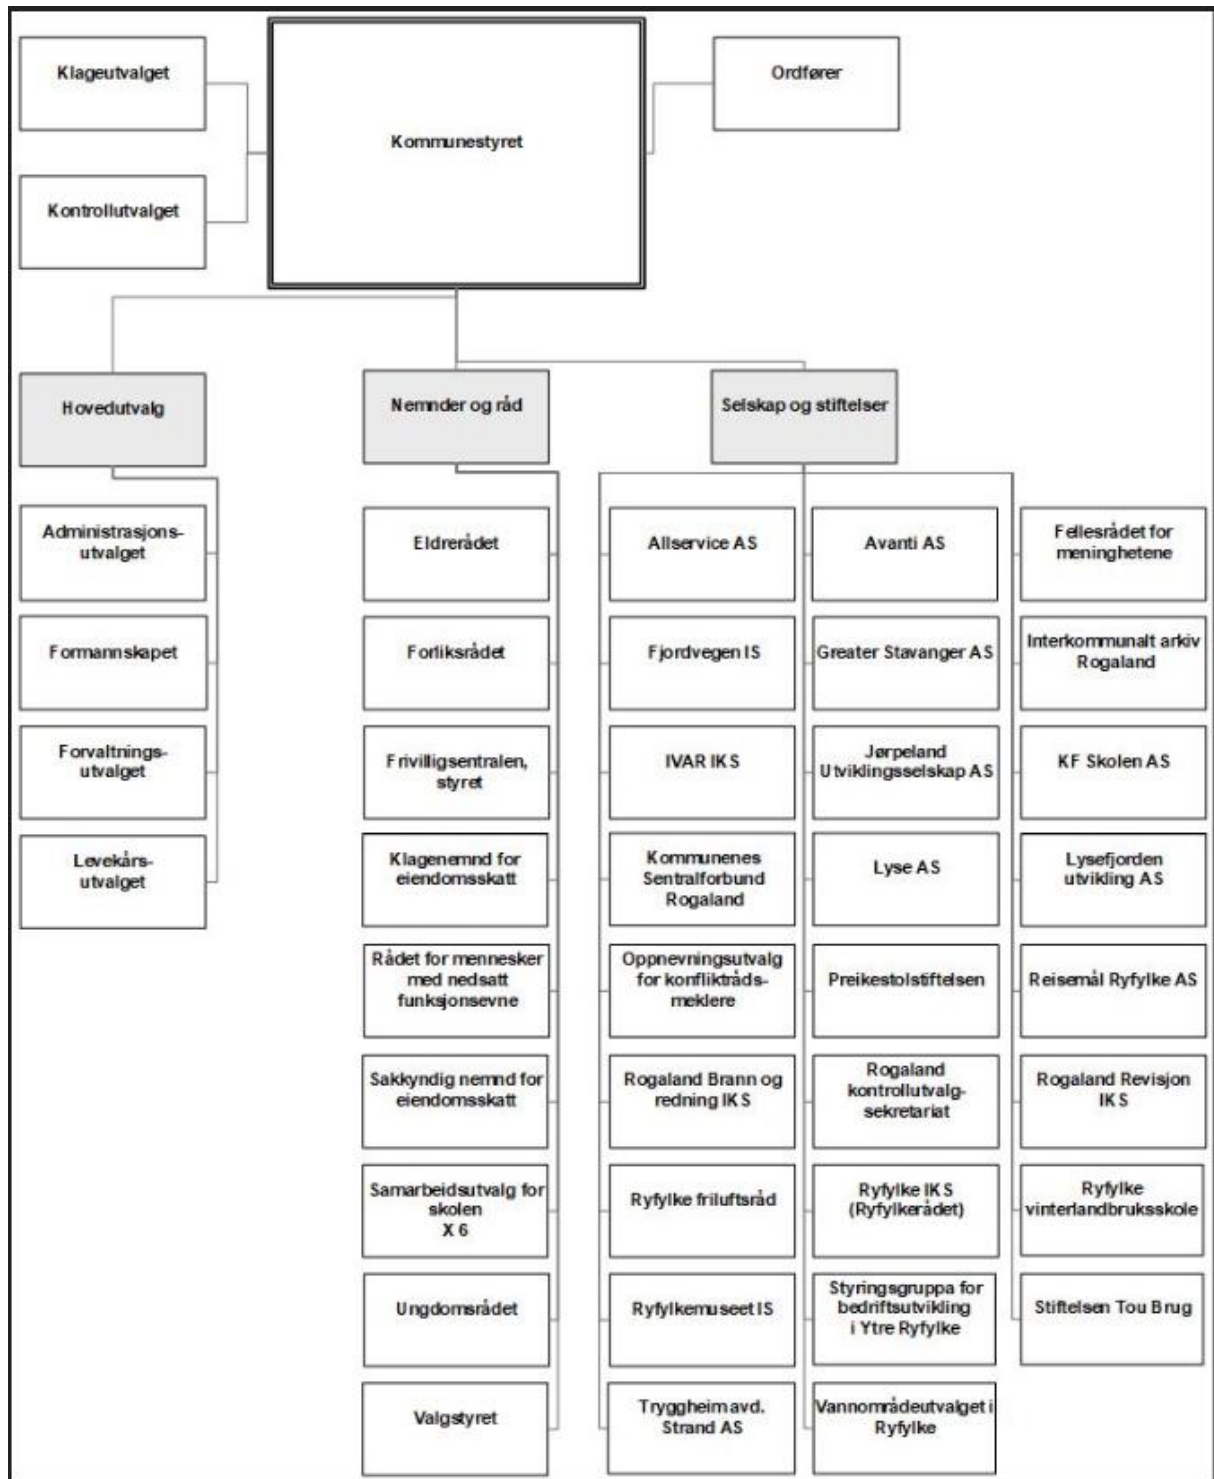 Klageutvalget
Kommunestyret
Ordfører
Kontrollutvalget
Hovedutvalg
Nemnder og råd
Selskap og stiftelser
Administrasjons-
utvalget
Formannskapet
Forvaltnings-
utvalget
Levekårs-
utvalget
Eldrerådet
Forliksrådet
Frivilligsentralen,
styret
Klagenemnd for
eiendomsskatt
Rådet for mennesker
med nedsatt
funksjonsevne
Sakkyndig nemnd for
eiendomsskatt
Samarbeidsutvalg for
skolen
X 6
Ungdomsrådet
Valgstyret
Allservice AS
Fjordvegen IS
IVAR IKS
Kommunenes
Sentralforbund
Rogaland
Oppnevningsutvalg
for konfliktråds-
meklere
Rogaland Brann og
redning IKS
Ryfylke friluftsråd
Ryfylkemuseet IS
Tryggheim avd.
Strand AS
Avanti AS
Greater Stavanger AS
Jørpeland
Utviklingsselskap AS
Lyse AS
Preikestolstiftelsen
Rogaland
kontrollutvalg-
sekretariat
Ryfylke IKS
(Ryfylkerådet)
Styringsgruppa for
bedriftsutvikling
i Ytre Ryfylke
Vannområdeutvalget i
Ryfylke
Fellesrådet for
meninghetene
Interkommunalt arkiv
Rogaland
KF Skolen AS
Lysefjorden
utvikling AS
Reisemål Ryfylke AS
Rogaland Revisjon
IKS
Ryfylke
vinterlandbruksskole
Stiftelsen Tou Brug